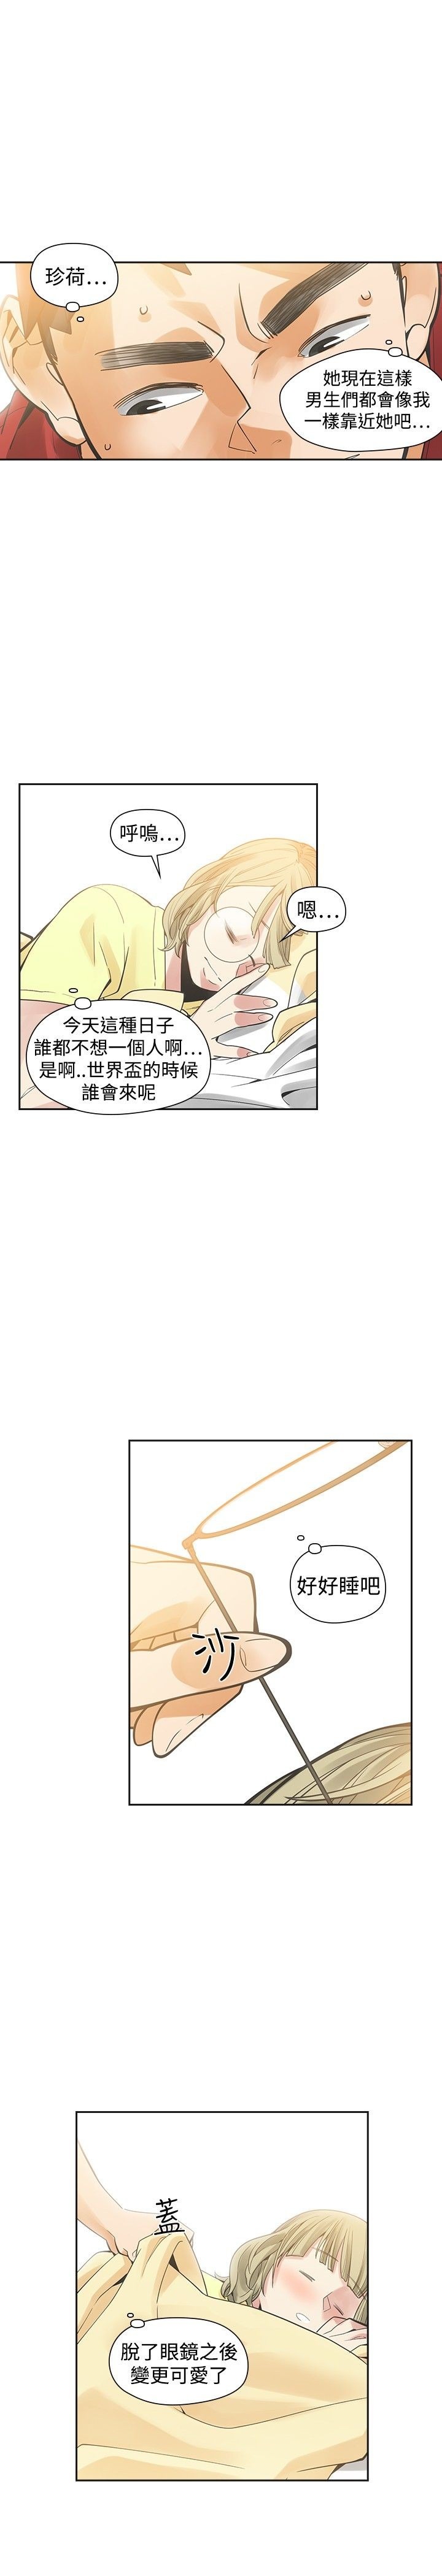 珍荷...
她現在這樣
男生們都會像我
一樣靠近她吧...
呼嗚...
嗯...
今天這種日子
誰都不想一個人啊...
是啊..世界盃的時候
誰會來呢
好好睡吧
沙
蓋
脫了眼鏡之後
變更可愛了